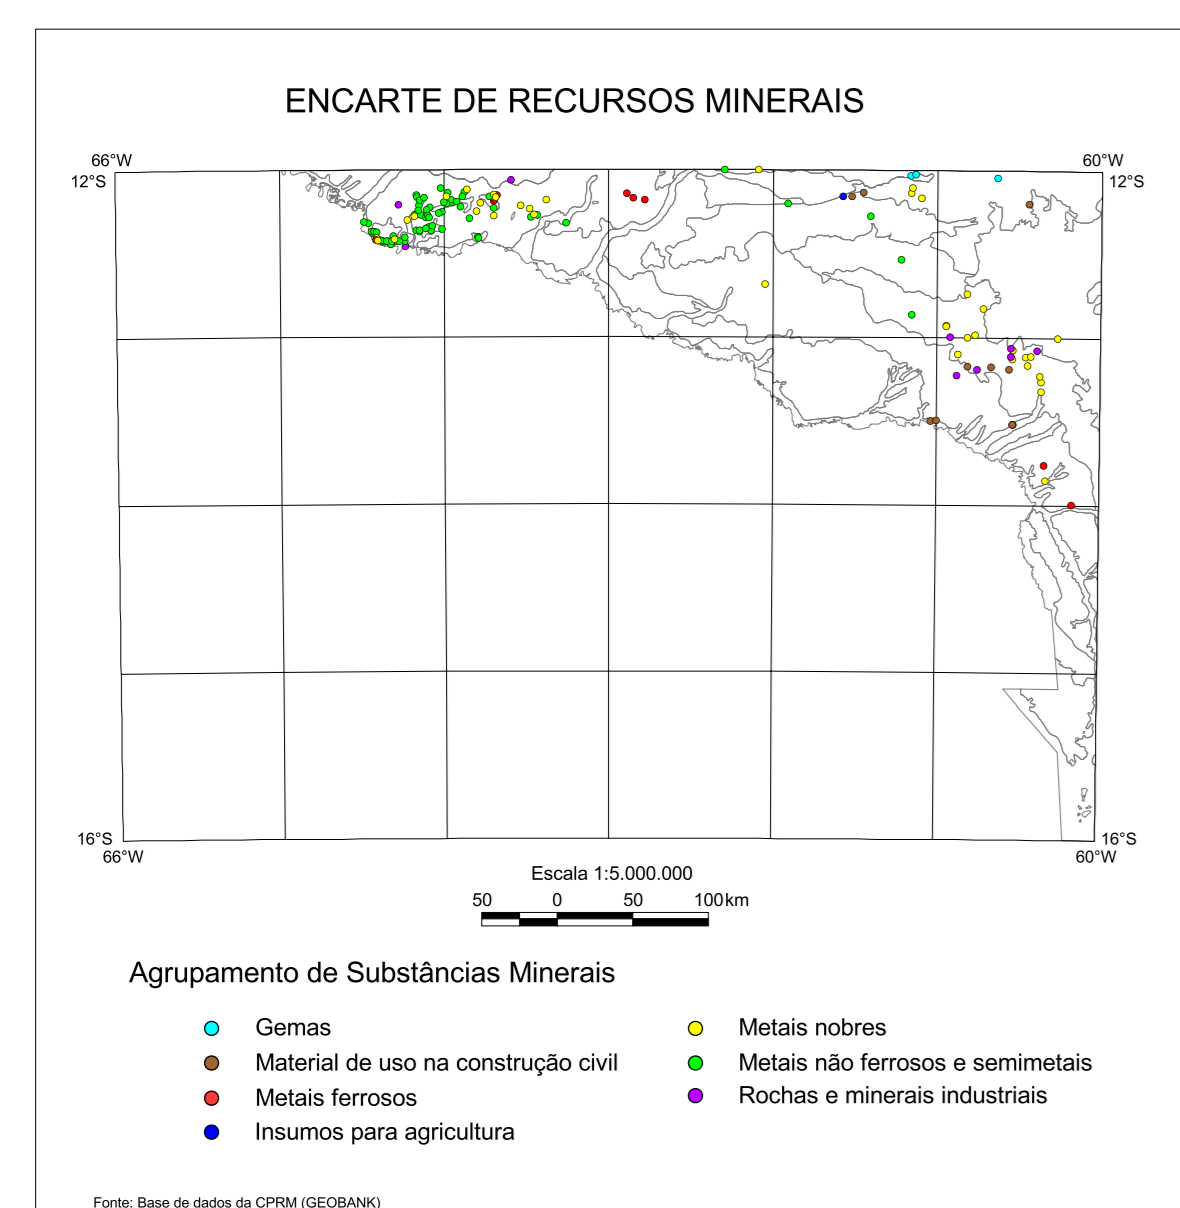 ENCARTE DE RECURSOS MINERAIS
66°W 60°W
12°S 12°S
16°S 16°S
66°W 60°W
Escala 1:5.000.000
50 0 50 100 km
Agrupamento de Substâncias Minerais
Gemas
Material de uso na construção civil
Metais ferrosos
Insumos para agricultura
Metais nobres
Metais não ferrosos e semimetais
Rochas e minerais industriais
Fonte: Base de dados da CPRM (GEOBANK)